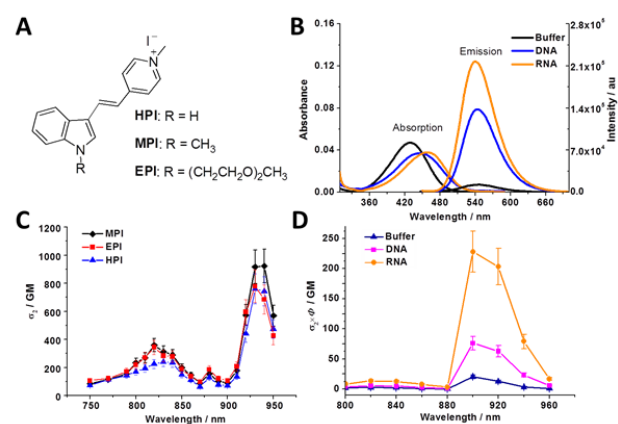 A
I⁻
CH₃
N⁺
N
R
HPI: R = H
MPI: R = CH₃
EPI: R = (CH₂CH₂O)₂CH₃
B
Buffer
DNA
RNA
Emission
Absorption
Absorbance
0.16
0.12
0.08
0.04
0.00
2.8x10⁵
2.1x10⁵
1.4x10⁵
7.0x10⁴
0.0
Intensity / au
360 420 480 540 600 660
Wavelength / nm
C
MPI
EPI
HPI
σ₂ / GM
1200
1000
800
600
400
200
0
750 800 850 900 950
Wavelength / nm
D
Buffer
DNA
RNA
σ₂×Φ / GM
250
200
150
100
50
0
800 840 880 920 960
Wavelength / nm